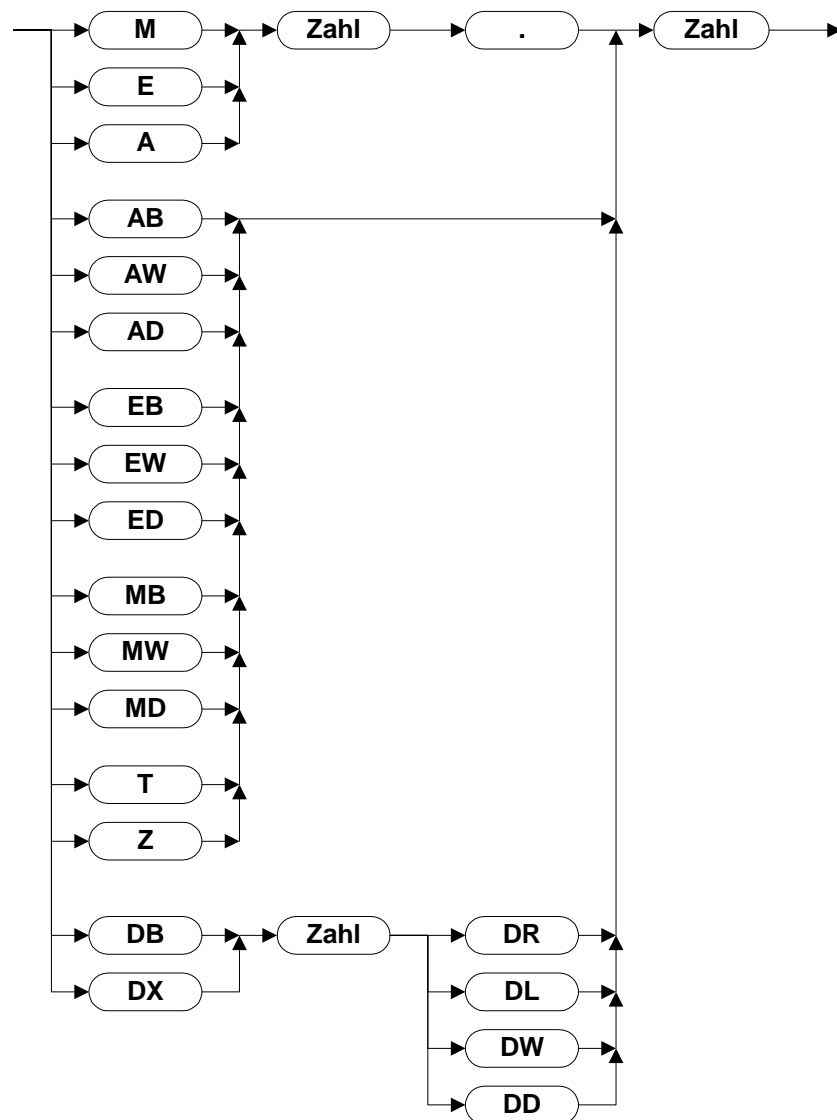 M Zahl . Zahl
E
A
AB
AW
AD
EB
EW
ED
MB
MW
MD
T
Z
DB Zahl DR
DX DL
DW
DD